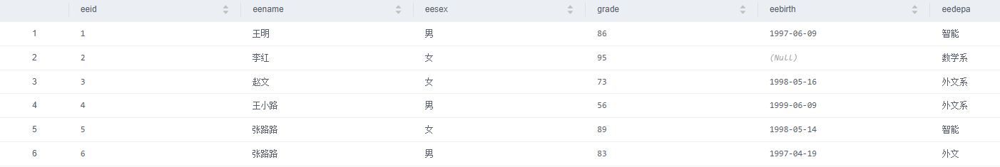 eeid eename eesex grade eebirth eedepa
1 1 王明 男 86 1997-06-09 智能
2 2 李红 女 95 (Null) 数学系
3 3 赵文 女 73 1998-05-16 外文系
4 4 王小路 男 56 1999-06-09 外文系
5 5 张路路 女 89 1998-05-14 智能
6 6 张路路 男 83 1997-04-19 外文